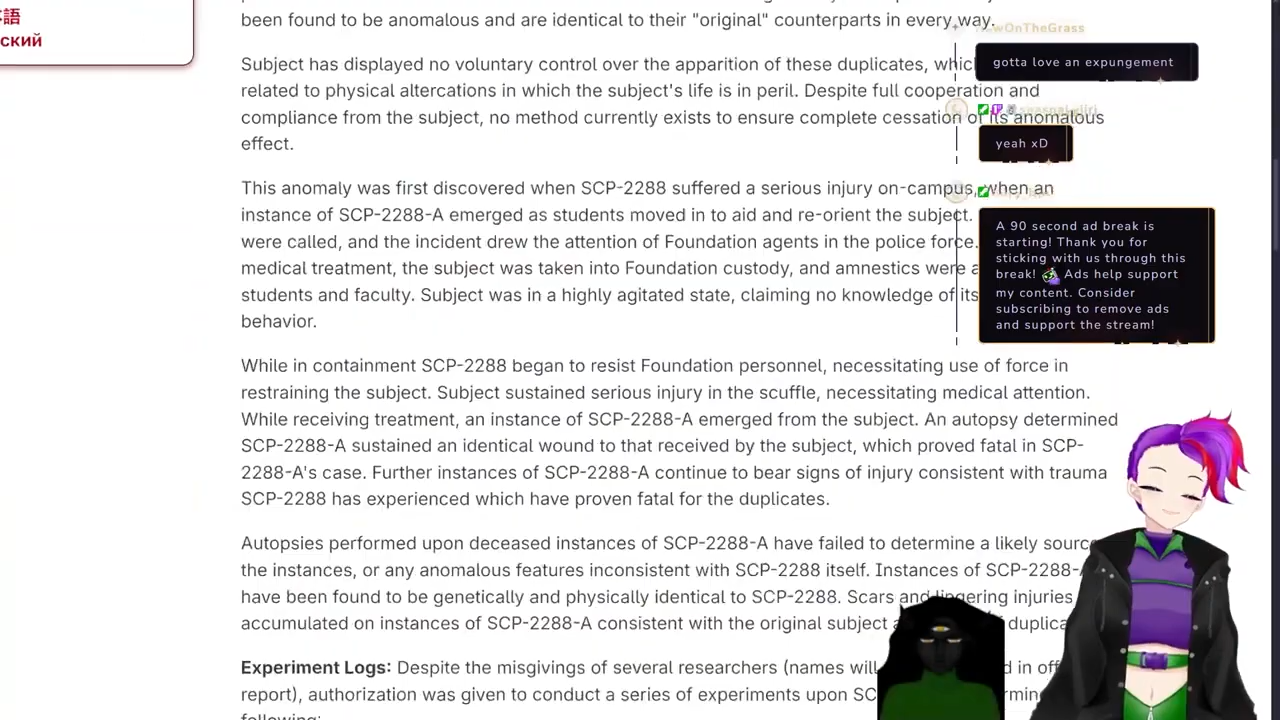 語
ский
been found to be anomalous and are identical to their "original" counterparts in every way.
Subject has displayed no voluntary control over the apparition of these duplicates,
related to physical altercations in which the subject's life is in peril. Despite full cooperation and
compliance from the subject, no method currently exists to ensure complete cessation of its anomalous
effect.
This anomaly was first discovered when SCP-2288 suffered a serious injury on-campus, when an
instance of SCP-2288-A emerged as students moved in to aid and re-orient the subject.
were called, and the incident drew the attention of Foundation agents in the police force.
medical treatment, the subject was taken into Foundation custody, and amnestics were
students and faculty. Subject was in a highly agitated state, claiming no knowledge of its
behavior.
While in containment SCP-2288 began to resist Foundation personnel, necessitating use of force in
restraining the subject. Subject sustained serious injury in the scuffle, necessitating medical attention.
While receiving treatment, an instance of SCP-2288-A emerged from the subject. An autopsy determined
SCP-2288-A sustained an identical wound to that received by the subject, which proved fatal in SCP-
2288-A's case. Further instances of SCP-2288-A continue to bear signs of injury consistent with trauma
SCP-2288 has experienced which have proven fatal for the duplicates.
Autopsies performed upon deceased instances of SCP-2288-A have failed to determine a likely
the instances, or any anomalous features inconsistent with SCP-2288 itself. Instances of
have been found to be genetically and physically identical to SCP-2288. Scars and lingering injuries
accumulated on instances of SCP-2288-A consistent with the original subject
Experiment Logs: Despite the misgivings of several researchers (names will
report), authorization was given to conduct a series of experiments upon
following:
gotta love an expungement
yeah xD
A 90 second ad break is
starting! Thank you for
sticking with us through this
break! Ads help support
my content. Consider
subscribing to remove ads
and support the stream!